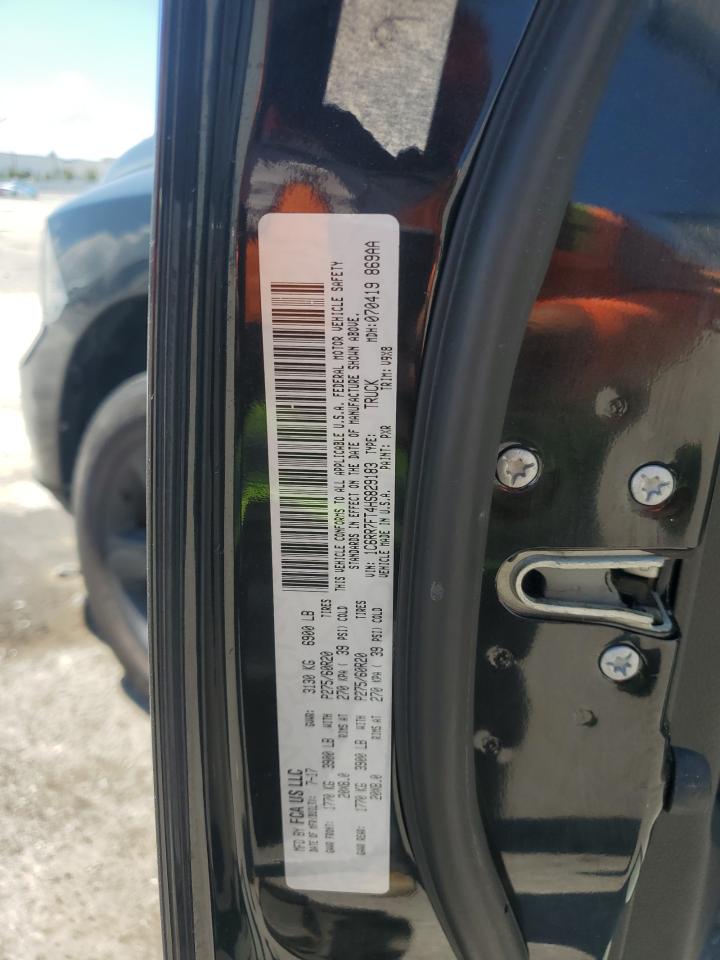 MFD BY FCA US LLC
DATE OF MFR/BUILT: 7-17
GVWR: 3130 KG 6900 LB
GAWR FRONT: 1770 KG 3900 LB WITH P275/60R20 TIRES
20X8.0 RIMS AT 270 KPA ( 39 PSI) COLD
GAWR REAR: 1770 KG 3900 LB WITH P275/60R20 TIRES
20X8.0 RIMS AT 270 KPA ( 39 PSI) COLD
THIS VEHICLE CONFORMS TO ALL APPLICABLE U.S.A. FEDERAL MOTOR VEHICLE SAFETY
STANDARDS IN EFFECT ON THE DATE OF MANUFACTURE SHOWN ABOVE.
VIN: 1C6RR7FT4HS829183 TYPE: TRUCK MDH:070419 869AA
VEHICLE MADE IN U.S.A. PAINT: PXR TRIM: V9X8